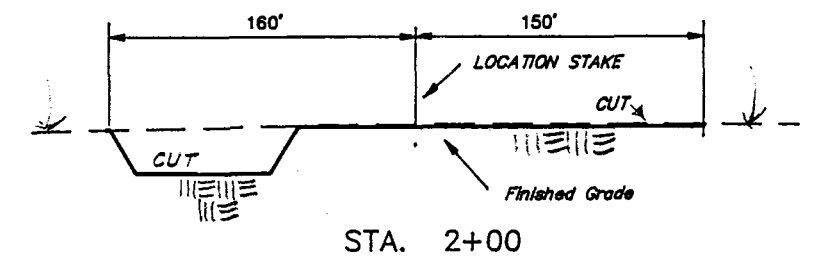 160' 150'
LOCATION STAKE
CUT
CUT
Finished Grade
STA. 2+00